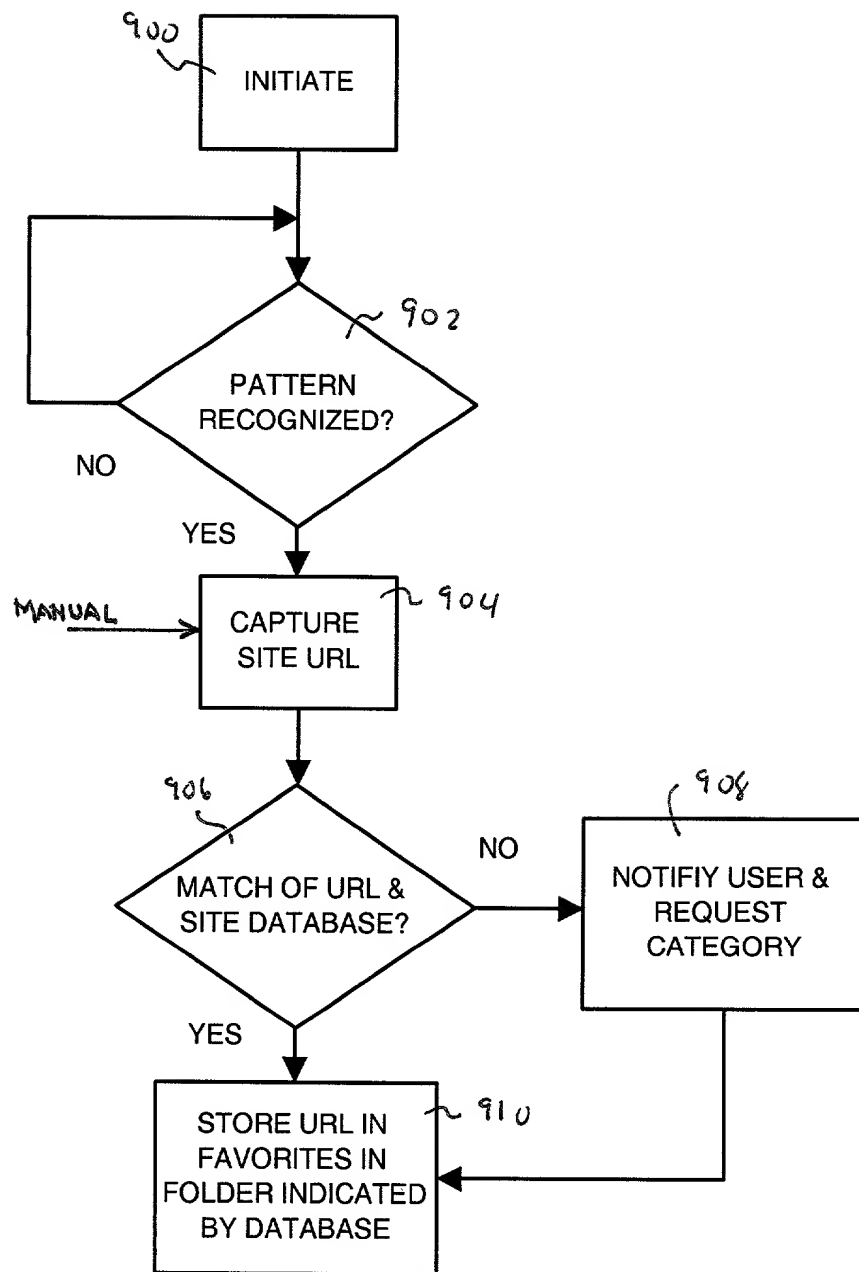 900
INITIATE
902
PATTERN
RECOGNIZED?
NO
YES
MANUAL
904
CAPTURE
SITE URL
906
908
NO
MATCH OF URL &
SITE DATABASE?
NOTIFIY USER &
REQUEST
CATEGORY
YES
910
STORE URL IN
FAVORITES IN
FOLDER INDICATED
BY DATABASE